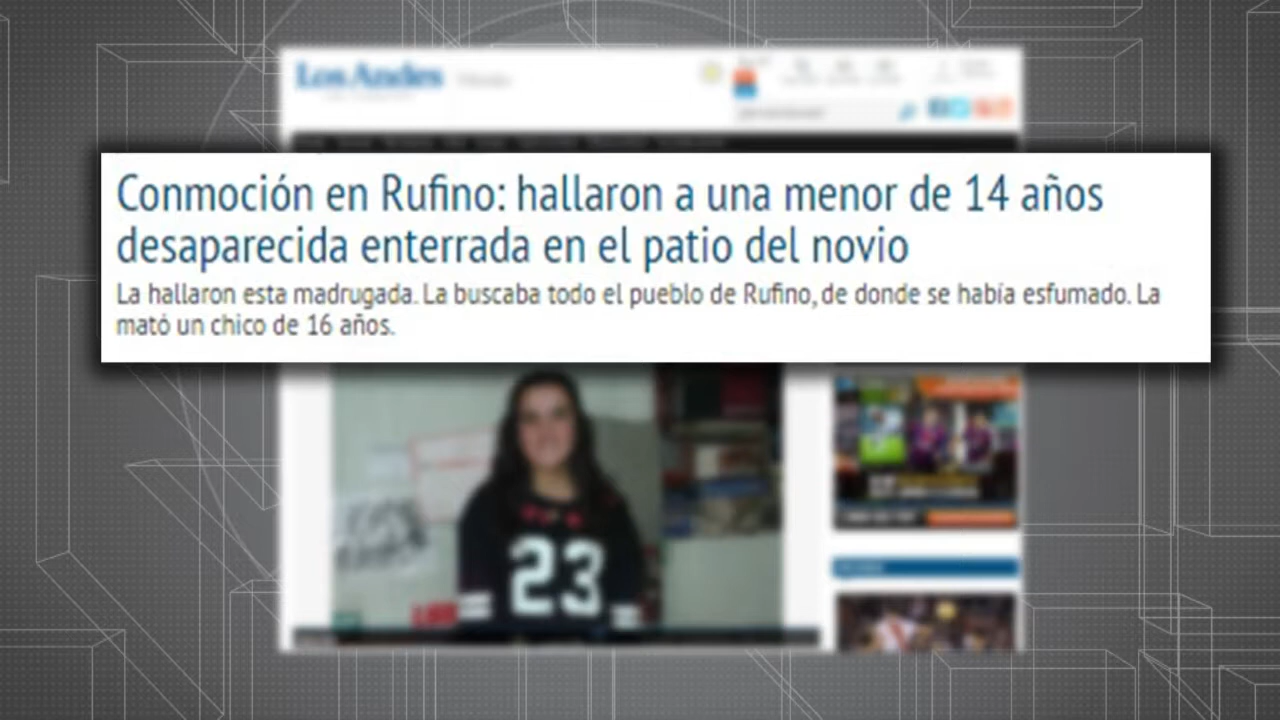 Los Andes
Conmoción en Rufino: hallaron a una menor de 14 años
desaparecida enterrada en el patio del novio
La hallaron esta madrugada. La buscaba todo el pueblo de Rufino, de donde se había esfumado. La
mató un chico de 16 años.
23